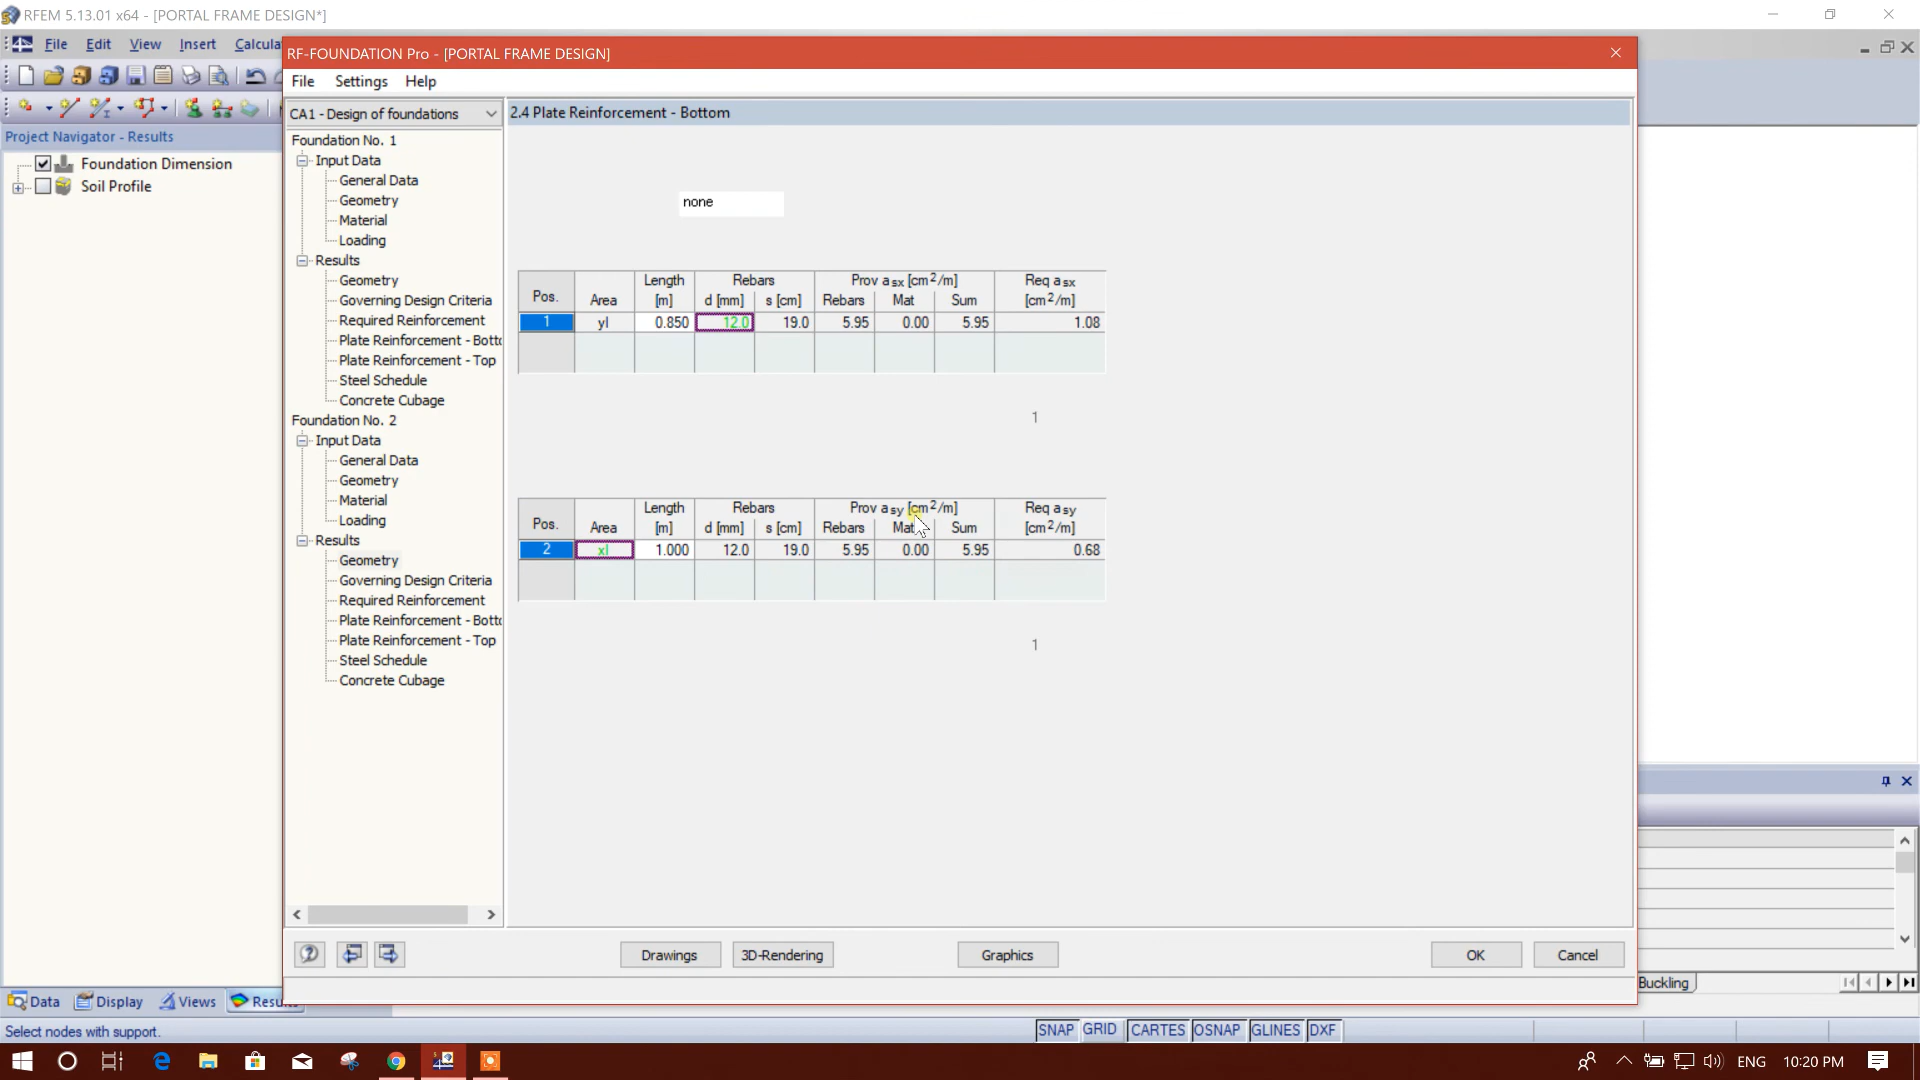 RFEM 5.13.01 x64 - [PORTAL FRAME DESIGN*]
File Edit View Insert Calcula
Project Navigator - Results
Foundation Dimension
Soil Profile
RF-FOUNDATION Pro - [PORTAL FRAME DESIGN]
File Settings Help
CA1 - Design of foundations
Foundation No. 1
Input Data
General Data
Geometry
Material
Loading
Results
Geometry
Governing Design Criteria
Required Reinforcement
Plate Reinforcement - Botto
Plate Reinforcement - Top
Steel Schedule
Concrete Cubage
Foundation No. 2
Input Data
General Data
Geometry
Material
Loading
Results
Geometry
Governing Design Criteria
Required Reinforcement
Plate Reinforcement - Botto
Plate Reinforcement - Top
Steel Schedule
Concrete Cubage
2.4 Plate Reinforcement - Bottom
none
Length Rebars Prov asx [cm2/m] Req asx
Pos. Area [m] d [mm] s [cm] Rebars Mat Sum [cm2/m]
1 yl 0.850 12.0 19.0 5.95 0.00 5.95 1.08
1
Length Rebars Prov asy [cm2/m] Req asy
Pos. Area [m] d [mm] s [cm] Rebars Mat Sum [cm2/m]
2 xl 1.000 12.0 19.0 5.95 0.00 5.95 0.68
1
Drawings 3D-Rendering Graphics OK Cancel
Buckling
Data Display Views Results
Select nodes with support.
SNAP GRID CARTES OSNAP GLINES DXF
ENG 10:20 PM